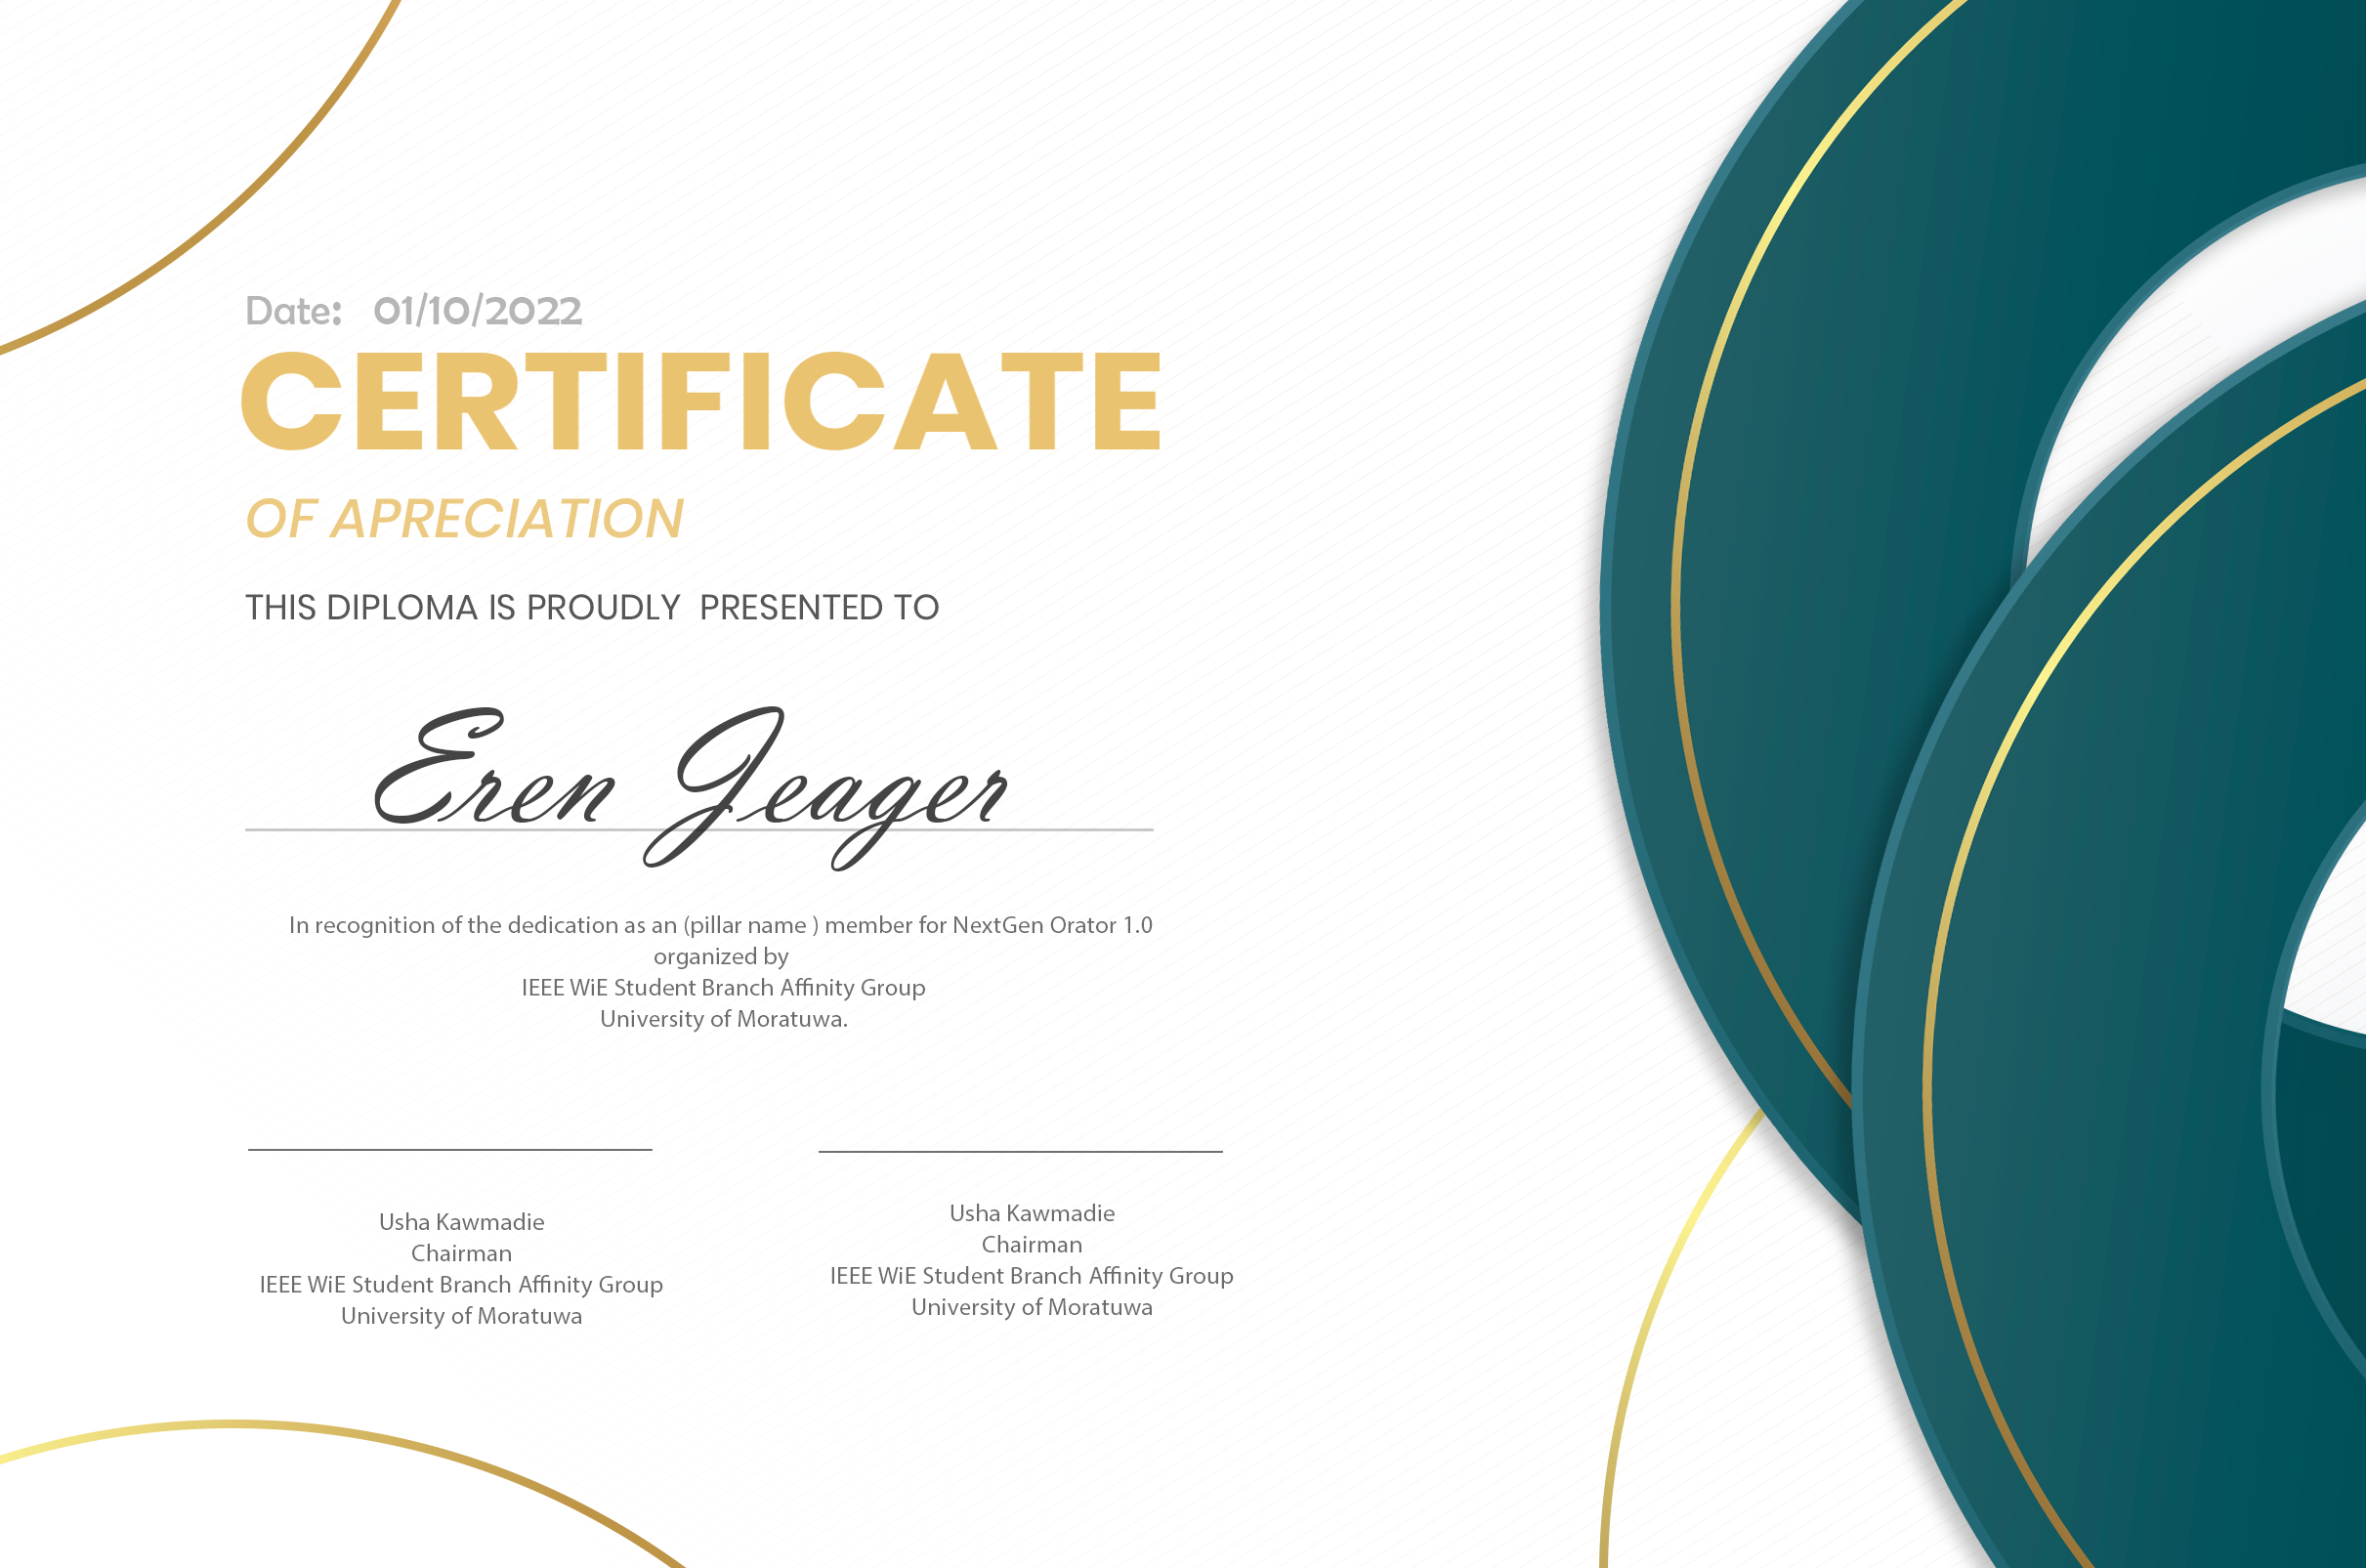 Date: 01/10/2022
CERTIFICATE
OF APRECIATION
THIS DIPLOMA IS PROUDLY PRESENTED TO
Eren Jeager
In recognition of the dedication as an (pillar name ) member for NextGen Orator 1.0
organized by
IEEE WiE Student Branch Affinity Group
University of Moratuwa.
Usha Kawmadie
Chairman
IEEE WiE Student Branch Affinity Group
University of Moratuwa
Usha Kawmadie
Chairman
IEEE WiE Student Branch Affinity Group
University of Moratuwa